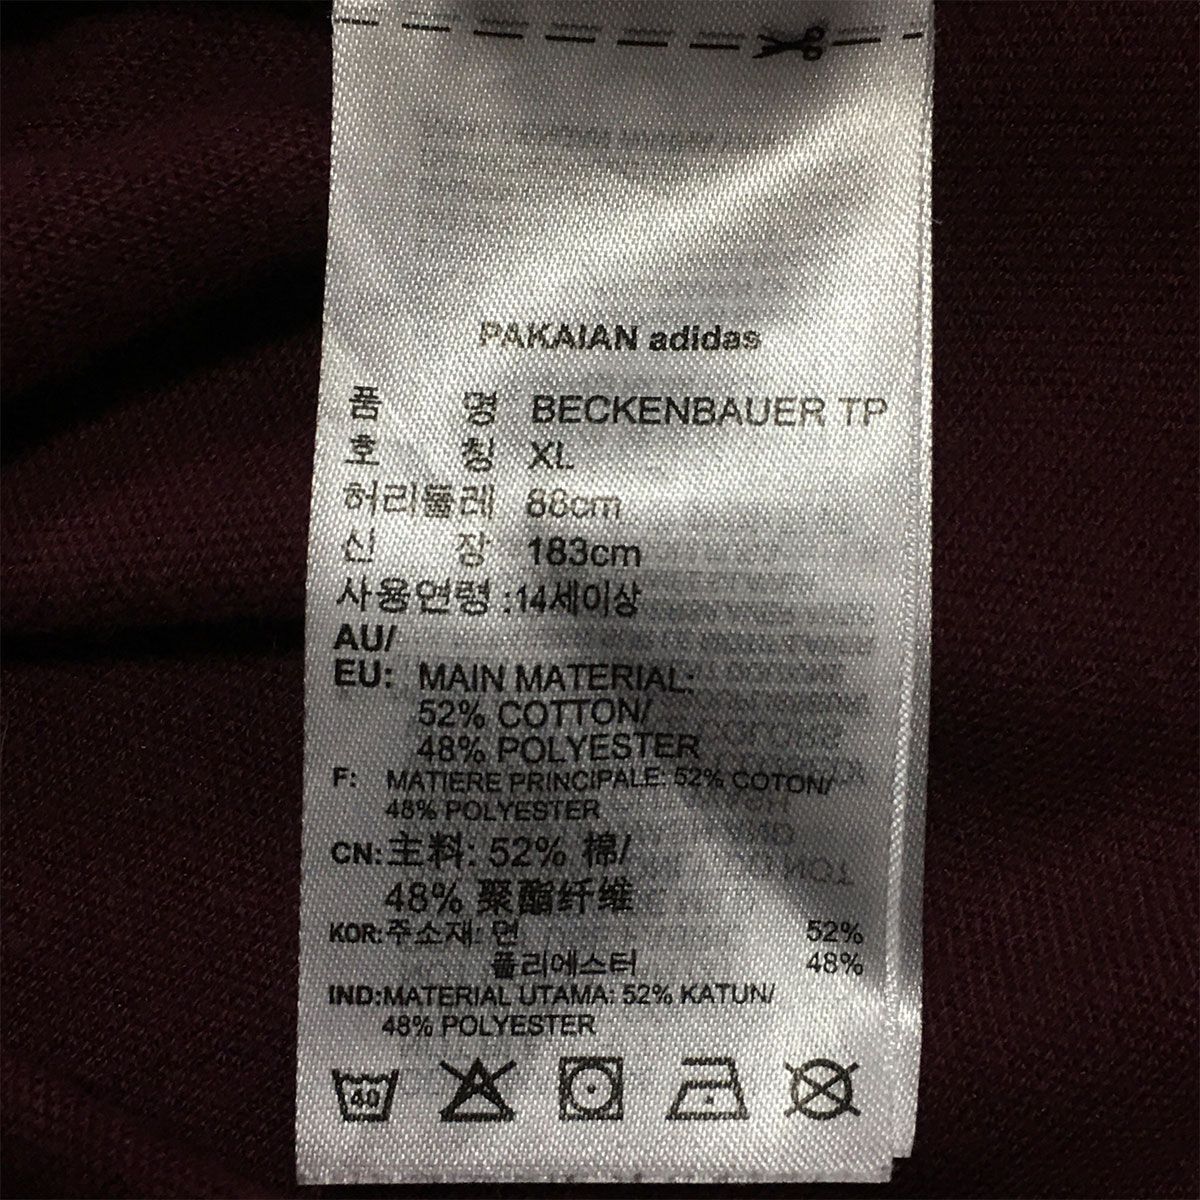 PAKAIAN adidas
품 명 BECKENBAUER TP
호 칭 XL
허리둘레 88cm
신 장 183cm
사용연령 :14세이상
AU/
EU: MAIN MATERIAL:
52% COTTON/
48% POLYESTER
F: MATIERE PRINCIPALE: 52% COTON/
48% POLYESTER
CN:主料: 52% 棉/
48% 聚酯纤维
KOR:주소재: 면 52%
폴리에스터 48%
IND:MATERIAL UTAMA: 52% KATUN/
48% POLYESTER
40